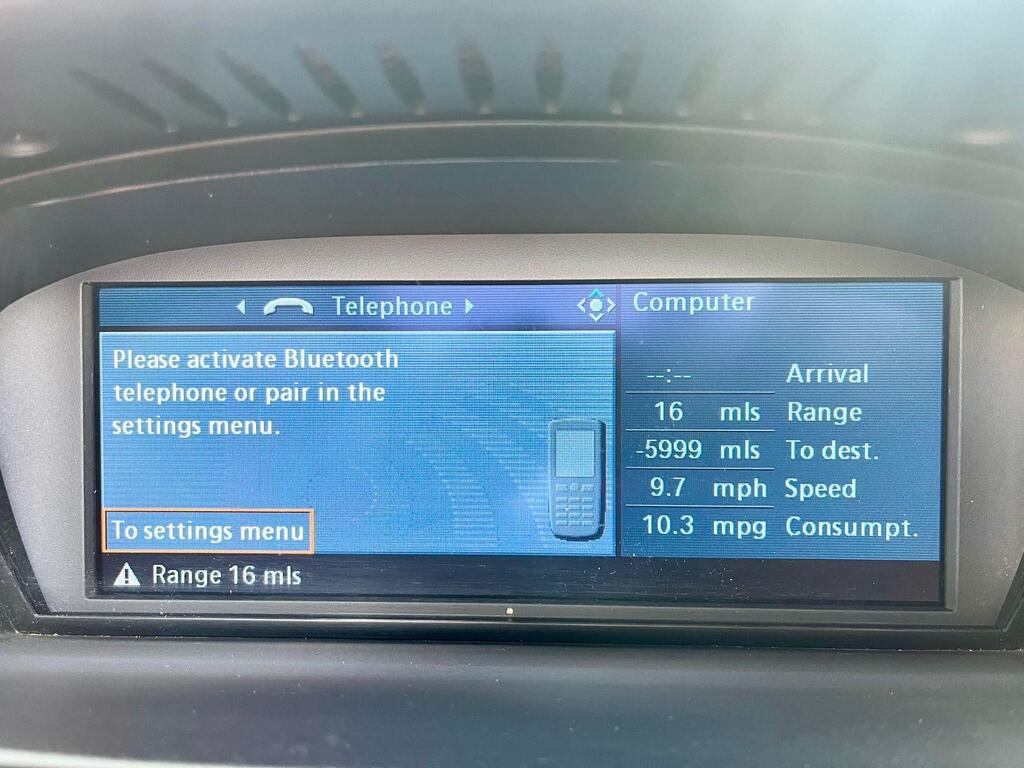 Telephone
Please activate Bluetooth
telephone or pair in the
settings menu.
To settings menu
Range 16 mls
Computer
--:-- Arrival
16 mls Range
-5999 mls To dest.
9.7 mph Speed
10.3 mpg Consumpt.